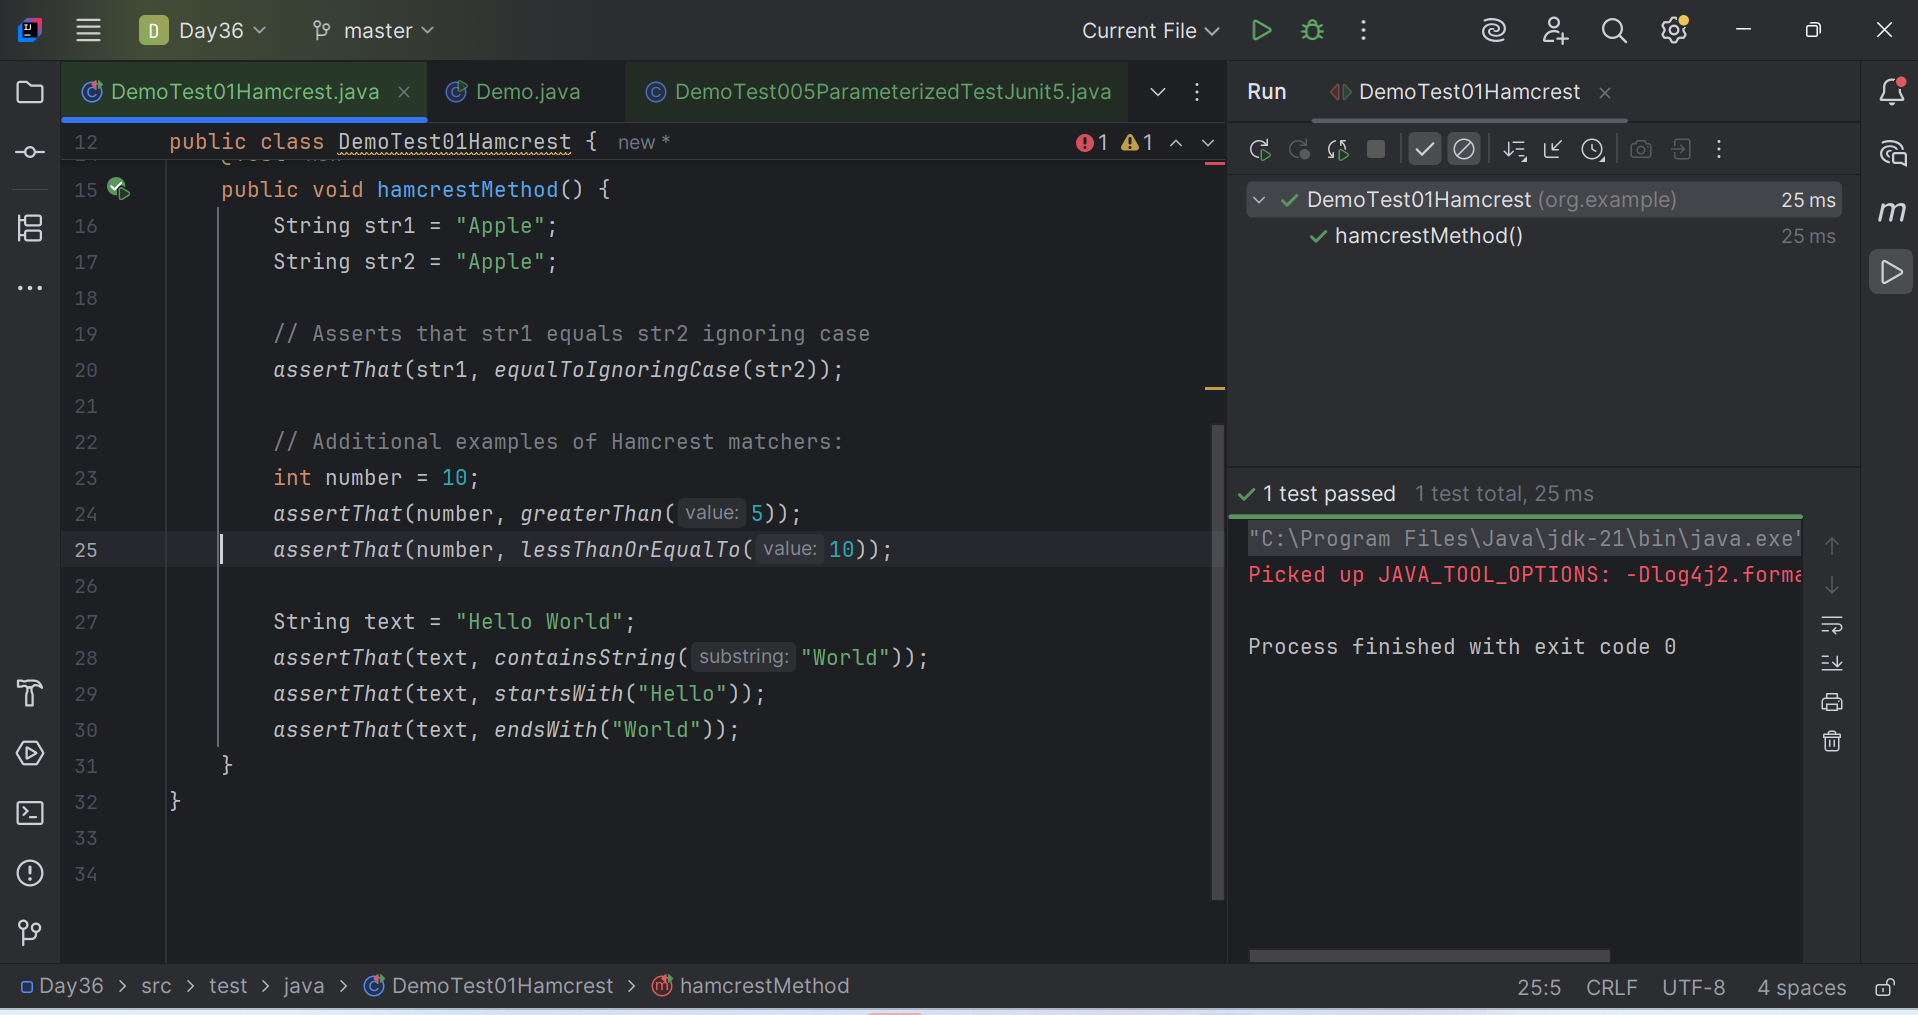 D Day36 master Current File
DemoTest01Hamcrest.java Demo.java DemoTest005ParameterizedTestJunit5.java
12 public class DemoTest01Hamcrest { new * 1 1
15 public void hamcrestMethod() {
16 String str1 = "Apple";
17 String str2 = "Apple";
18
19 // Asserts that str1 equals str2 ignoring case
20 assertThat(str1, equalToIgnoringCase(str2));
21
22 // Additional examples of Hamcrest matchers:
23 int number = 10;
24 assertThat(number, greaterThan( value: 5));
25 assertThat(number, lessThanOrEqualTo( value: 10));
26
27 String text = "Hello World";
28 assertThat(text, containsString( substring: "World"));
29 assertThat(text, startsWith("Hello"));
30 assertThat(text, endsWith("World"));
31 }
32 }
33
34
Run DemoTest01Hamcrest
DemoTest01Hamcrest (org.example) 25 ms
hamcrestMethod() 25 ms
1 test passed 1 test total, 25 ms
"C:\Program Files\Java\jdk-21\bin\java.exe"
Picked up JAVA_TOOL_OPTIONS: -Dlog4j2.forma
Process finished with exit code 0
m
Day36 > src > test > java > DemoTest01Hamcrest > hamcrestMethod 25:5 CRLF UTF-8 4 spaces